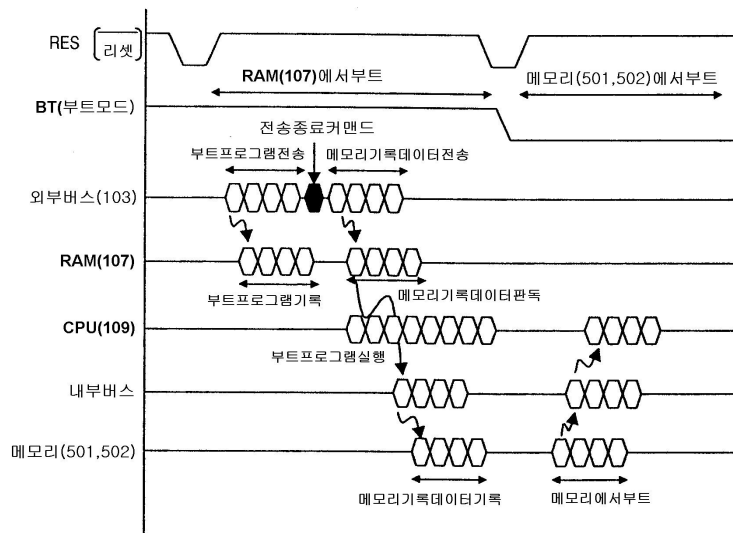 RES (리셋)
RAM(107)에서부트
메모리(501,502)에서부트
BT(부트모드)
전송종료커맨드
부트프로그램전송
메모리기록데이터전송
외부버스(103)
RAM(107)
부트프로그램기록
메모리기록데이터판독
CPU(109)
부트프로그램실행
내부버스
메모리(501,502)
메모리기록데이터기록
메모리에서부트